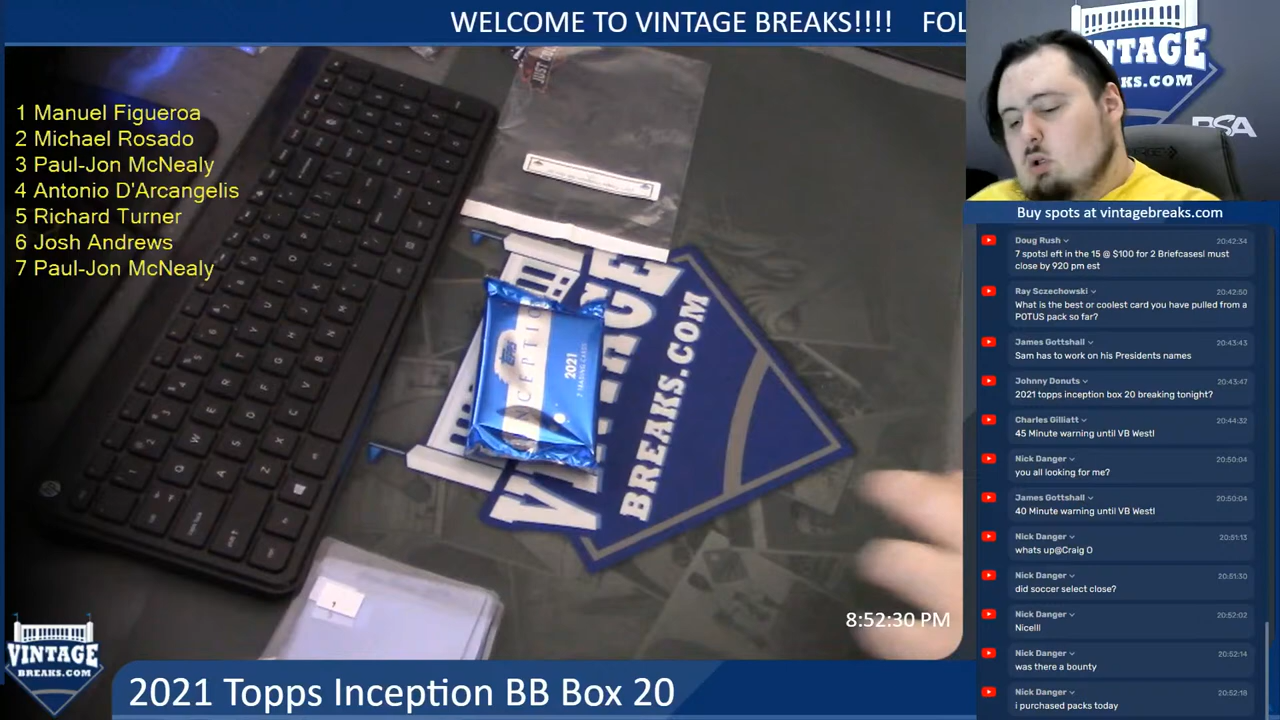 WELCOME TO VINTAGE BREAKS!!!! FOL
1 Manuel Figueroa
2 Michael Rosado
3 Paul-Jon McNealy
4 Antonio D'Arcangelis
5 Richard Turner
6 Josh Andrews
7 Paul-Jon McNealy
JUST
INCEPTION
2021
VINTAGE
BREAKS.COM
8:52:30 PM
VINTAGE
BREAKS.COM
2021 Topps Inception BB Box 20
NTAGE
KS.COM
PSA
Buy spots at vintagebreaks.com
Doug Rush 20:42:34
7 spotsl eft in the 15 @ $100 for 2 Briefcases! must
close by 920 pm est
Ray Sczechowski 20:42:50
What is the best or coolest card you have pulled from a
POTUS pack so far?
James Gottshall 20:43:43
Sam has to work on his Presidents names
Johnny Donuts 20:43:47
2021 topps inception box 20 breaking tonight?
Charles Gilliatt 20:44:32
45 Minute warning until VB West!
Nick Danger 20:50:04
you all looking for me?
James Gottshall 20:50:04
40 Minute warning until VB West!
Nick Danger 20:51:13
whats up@Craig O
Nick Danger 20:51:30
did soccer select close?
Nick Danger 20:52:02
Nice!!!
Nick Danger 20:52:14
was there a bounty
Nick Danger 20:52:18
i purchased packs today